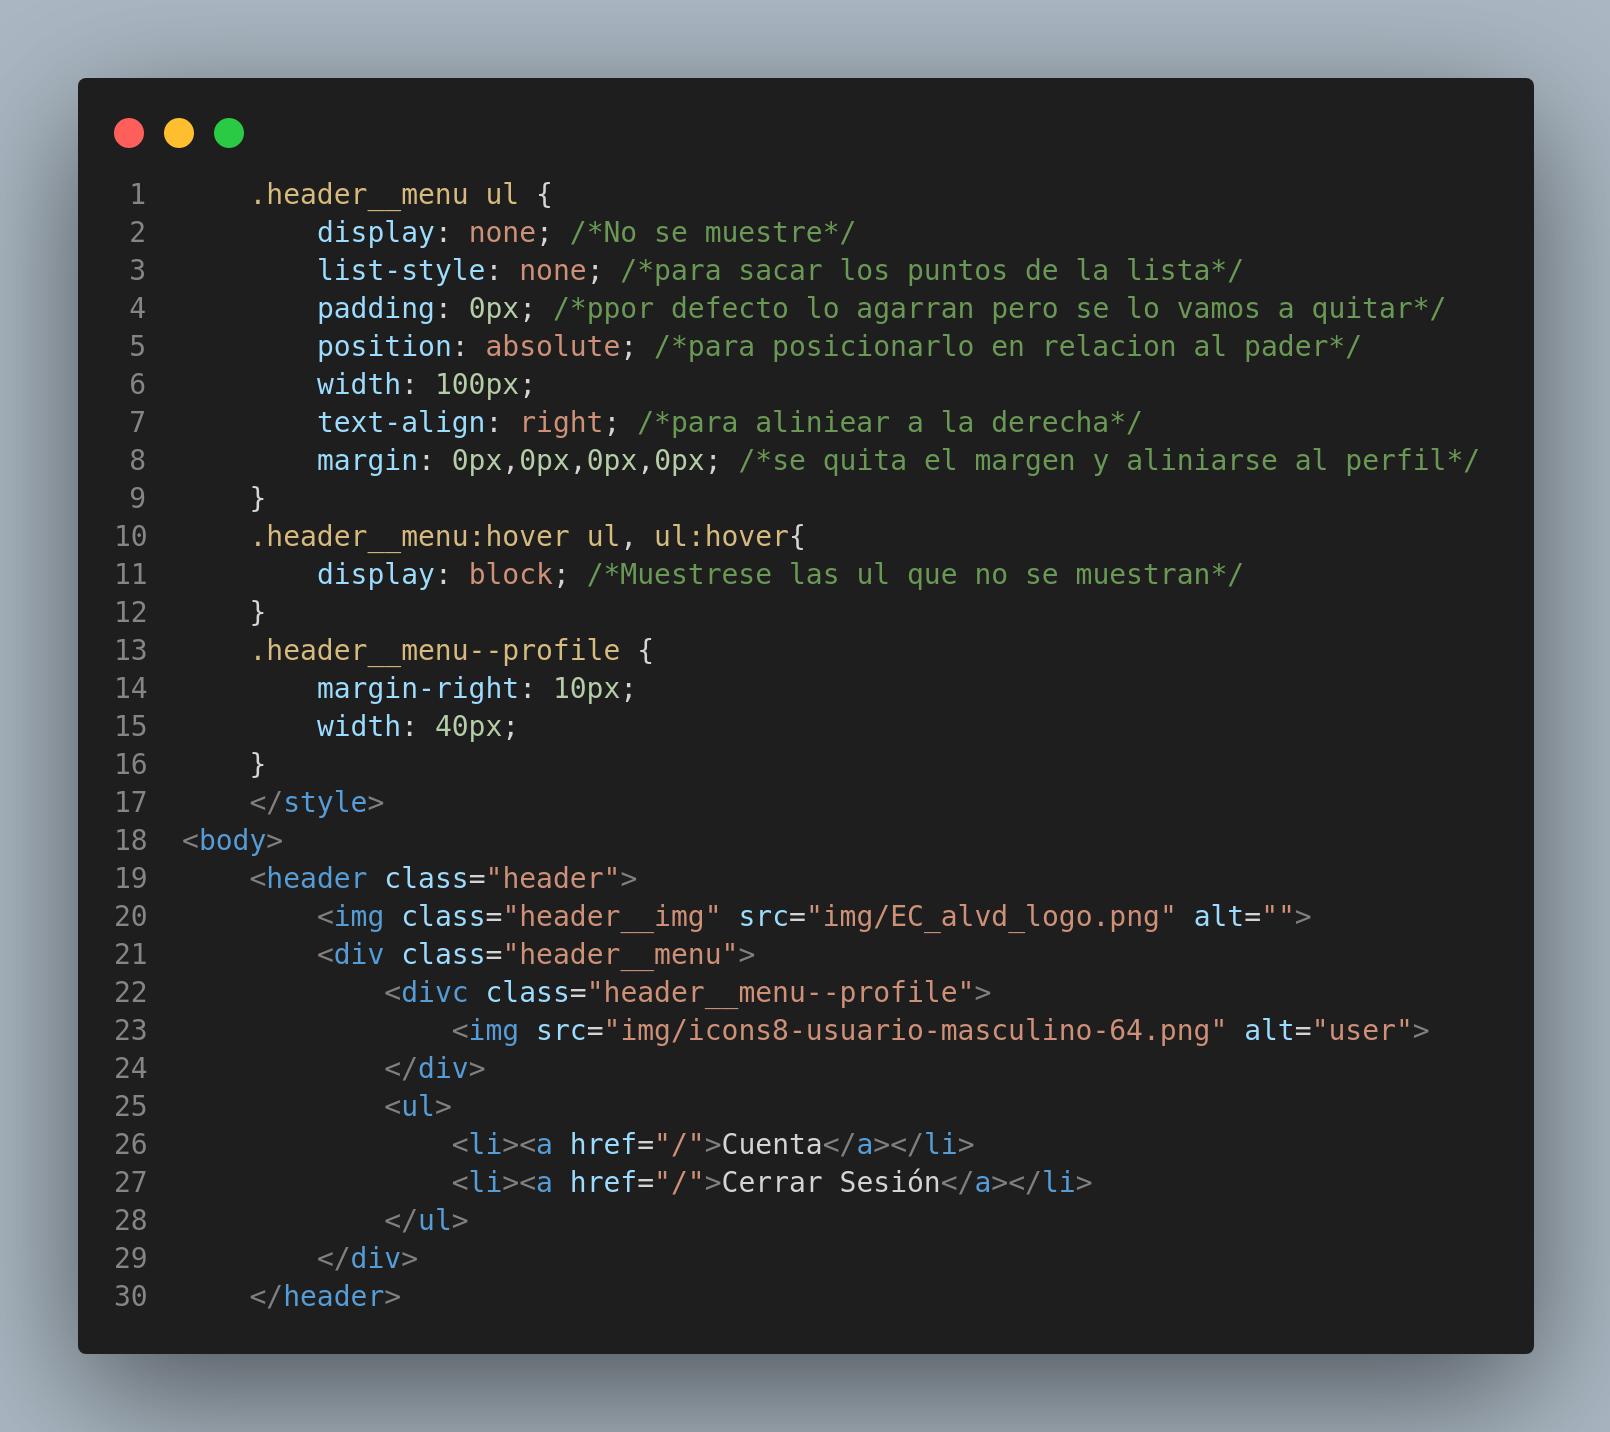 1 .header__menu ul {
2 display: none; /*No se muestre*/
3 list-style: none; /*para sacar los puntos de la lista*/
4 padding: 0px; /*ppor defecto lo agarran pero se lo vamos a quitar*/
5 position: absolute; /*para posicionarlo en relacion al pader*/
6 width: 100px;
7 text-align: right; /*para aliniear a la derecha*/
8 margin: 0px,0px,0px,0px; /*se quita el margen y aliniarse al perfil*/
9 }
10 .header__menu:hover ul, ul:hover{
11 display: block; /*Muestrese las ul que no se muestran*/
12 }
13 .header__menu--profile {
14 margin-right: 10px;
15 width: 40px;
16 }
17 </style>
18 <body>
19 <header class="header">
20 <img class="header__img" src="img/EC_alvd_logo.png" alt="">
21 <div class="header__menu">
22 <divc class="header__menu--profile">
23 <img src="img/icons8-usuario-masculino-64.png" alt="user">
24 </div>
25 <ul>
26 <li><a href="/">Cuenta</a></li>
27 <li><a href="/">Cerrar Sesión</a></li>
28 </ul>
29 </div>
30 </header>